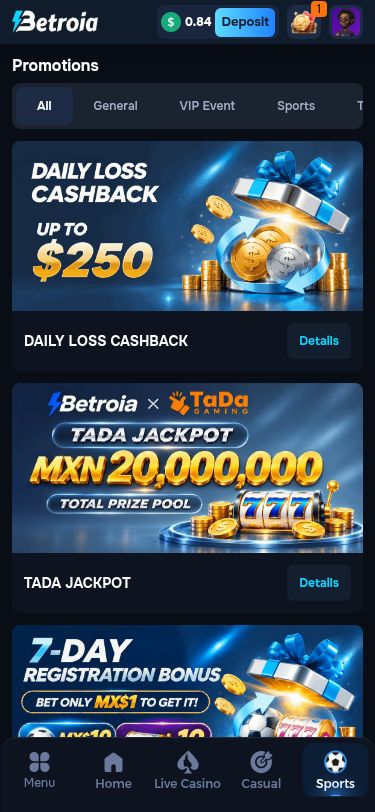 Betroia
$ 0.84 Deposit
1
Promotions
All General VIP Event Sports
DAILY LOSS
CASHBACK
UP TO
$250
DAILY LOSS CASHBACK Details
Betroia × TaDa
GAMING
TADA JACKPOT
MXN 20,000,000
TOTAL PRIZE POOL
777
TADA JACKPOT Details
7-DAY
REGISTRATION BONUS
BET ONLY MX$1 TO GET IT!
Menu Home Live Casino Casual Sports